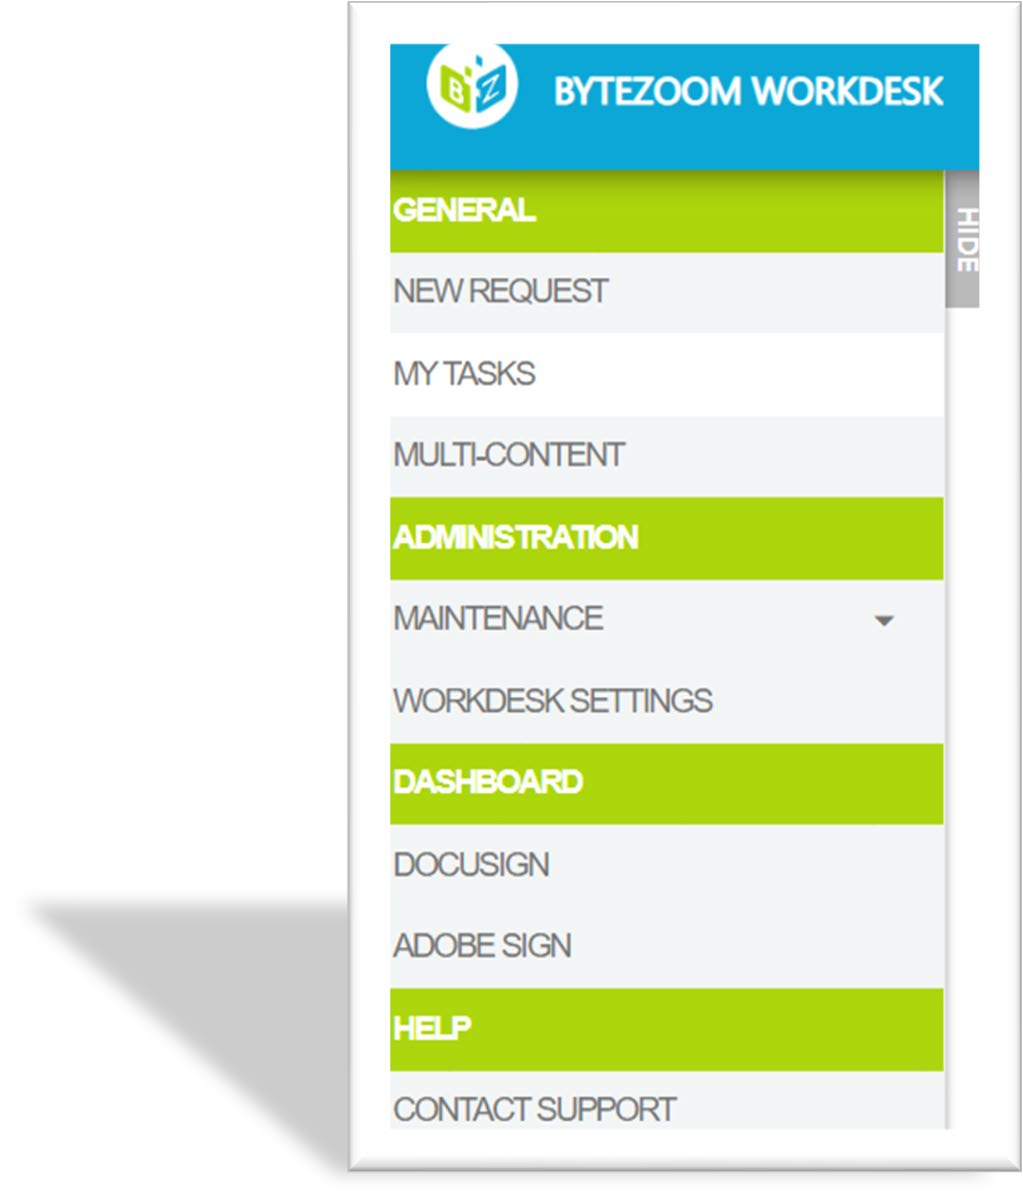 BZ
BYTEZOOM WORKDESK
HIDE
GENERAL
NEW REQUEST
MY TASKS
MULTI-CONTENT
ADMINISTRATION
MAINTENANCE
WORKDESK SETTINGS
DASHBOARD
DOCUSIGN
ADOBE SIGN
HELP
CONTACT SUPPORT